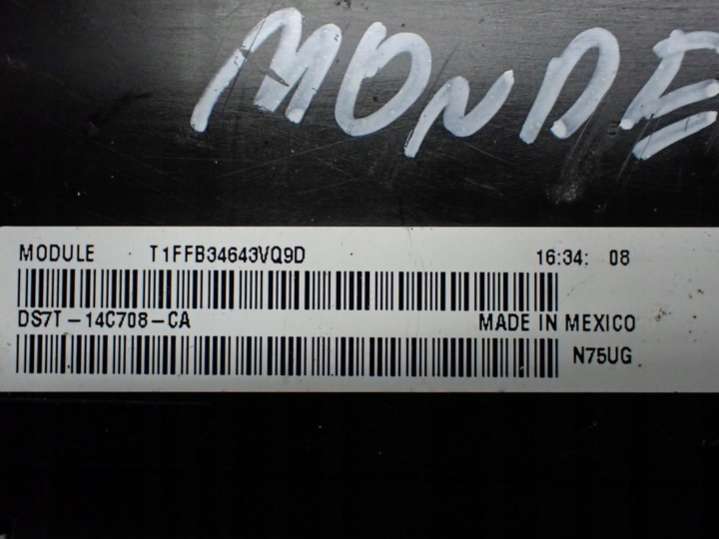 MONDE
MODULE T1FFB34643VQ9D 16:34: 08
DS7T-14C708-CA MADE IN MEXICO
N75UG